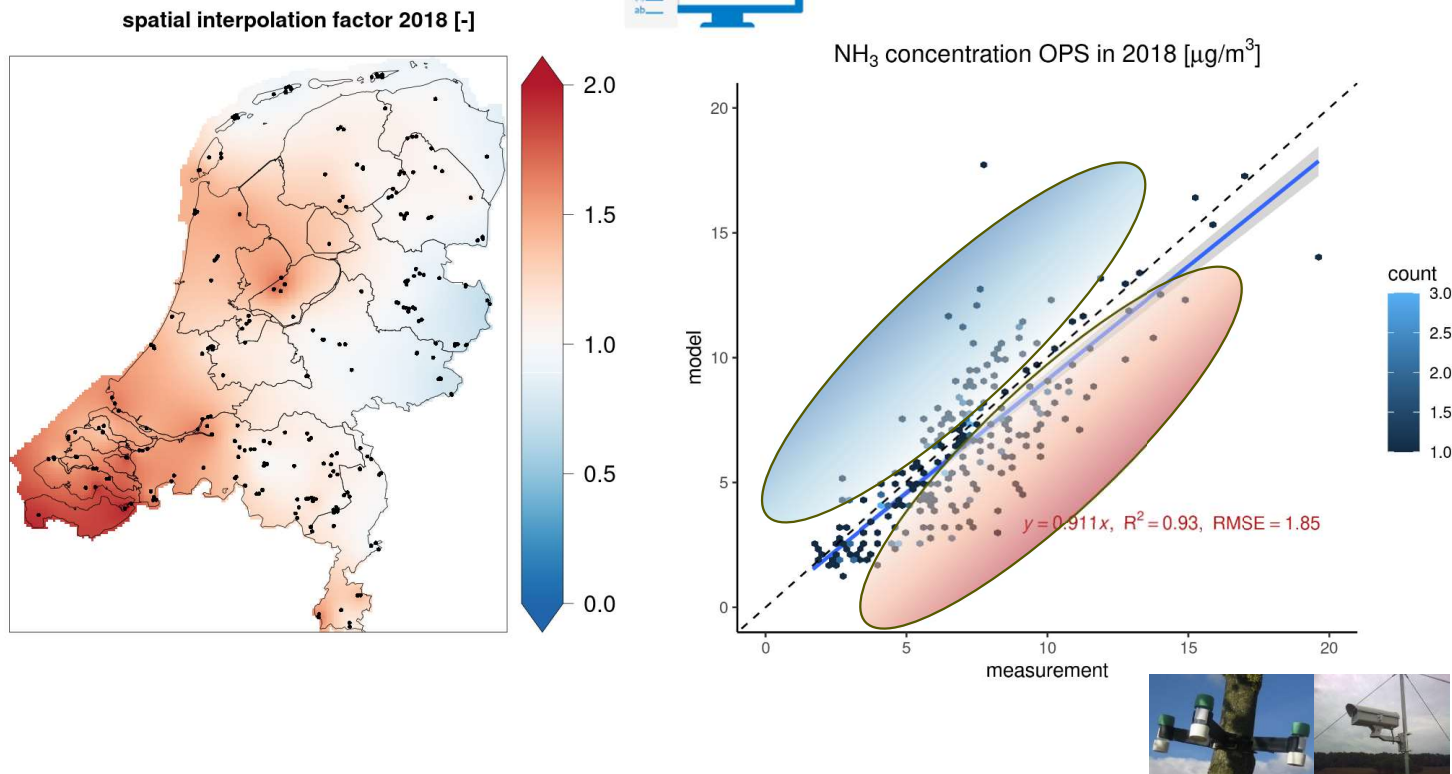 spatial interpolation factor 2018 [-]
2.0
1.5
1.0
0.5
0.0
ab
NH₃ concentration OPS in 2018 [μg/m³]
20
15
10
5
0
model
0
5
10
15
20
measurement
y = 0.911x, R² = 0.93, RMSE = 1.85
count
3.0
2.5
2.0
1.5
1.0